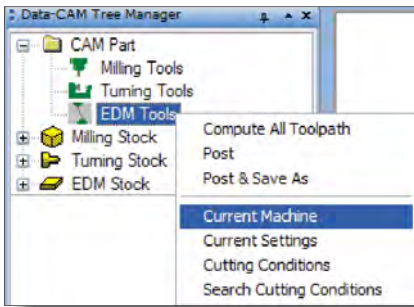 Data-CAM Tree Manager
CAM Part
Milling Tools
Turning Tools
EDM Tools
Milling Stock
Turning Stock
EDM Stock
Compute All Toolpath
Post
Post & Save As
Current Machine
Current Settings
Cutting Conditions
Search Cutting Conditions